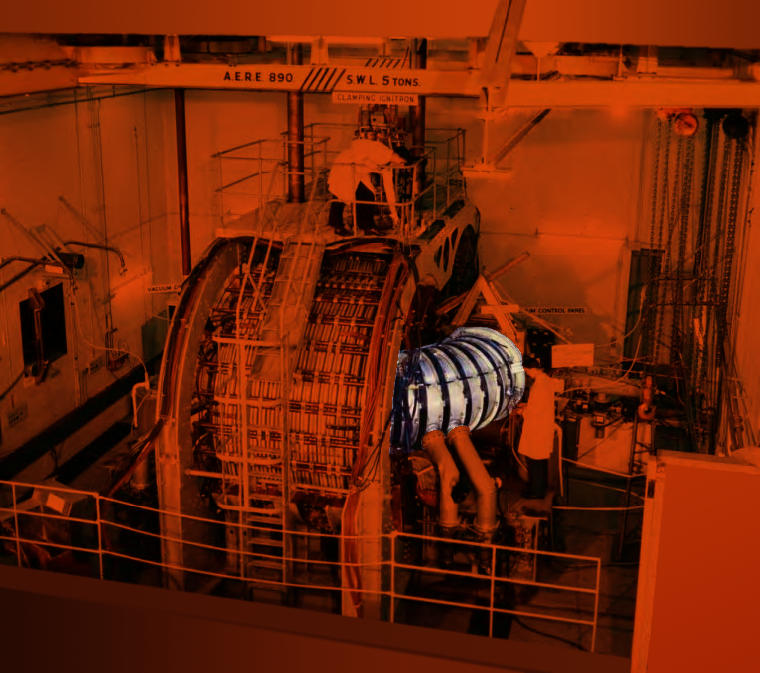 A.E.R.E 890 S.W.L. 5 TONS.
CLAMPING IGNITRON
VACUUM
CONTROL PANEL